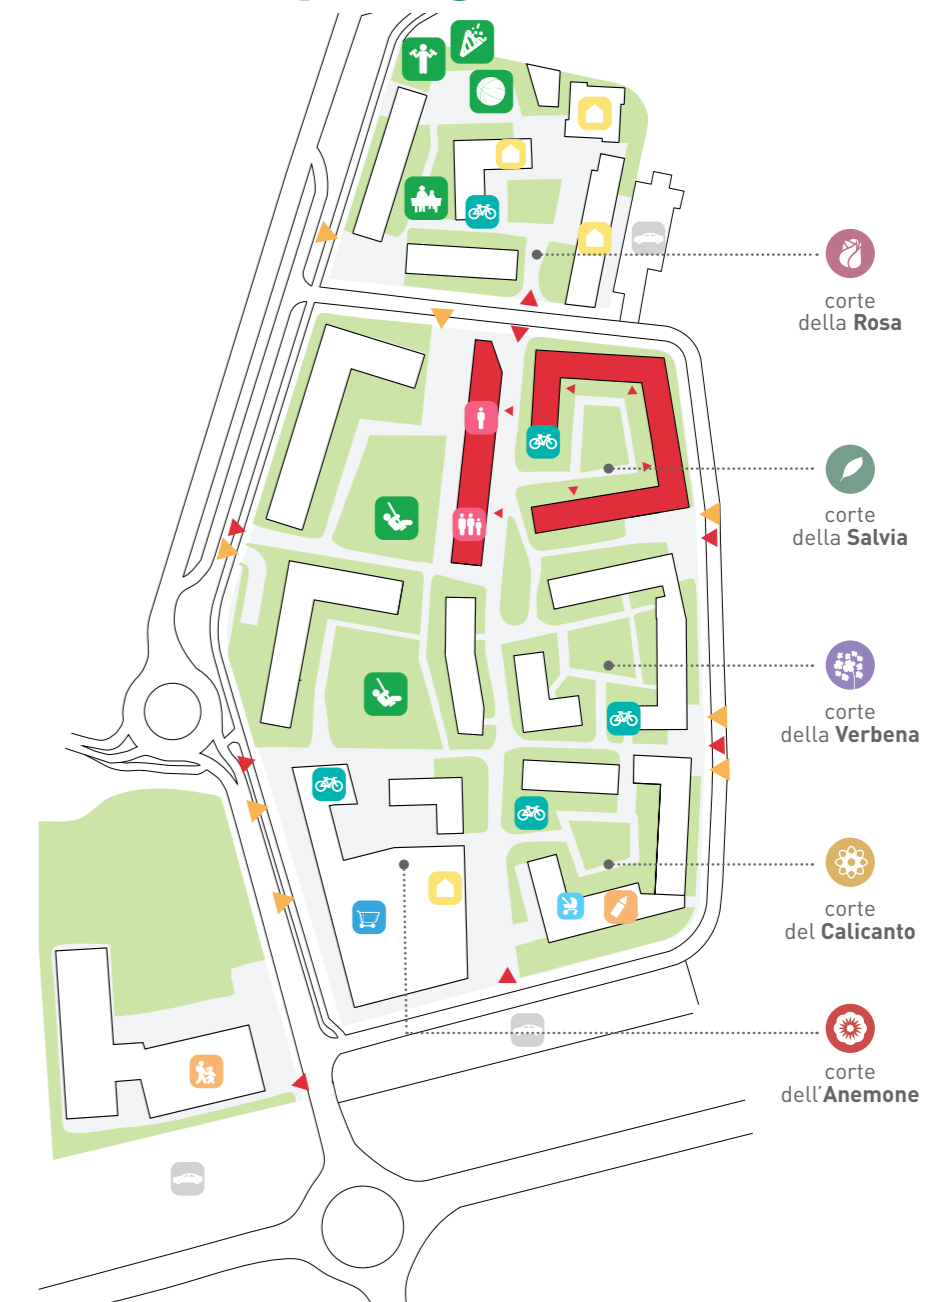 corte
della Rosa
corte
della Salvia
corte
della Verbena
corte
del Calicanto
corte
dell'Anemone